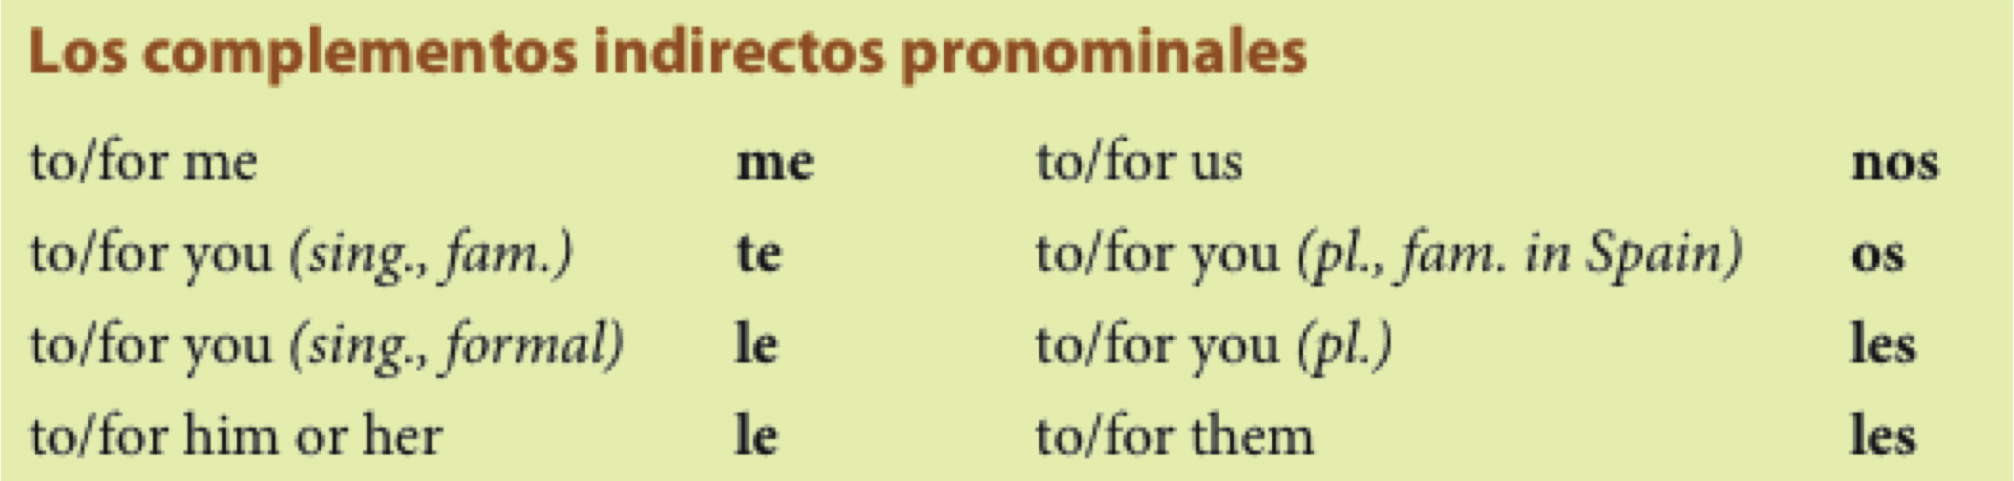 Los complementos indirectos pronominales
to/for me me to/for us nos
to/for you (sing., fam.) te to/for you (pl., fam. in Spain) os
to/for you (sing., formal) le to/for you (pl.) les
to/for him or her le to/for them les